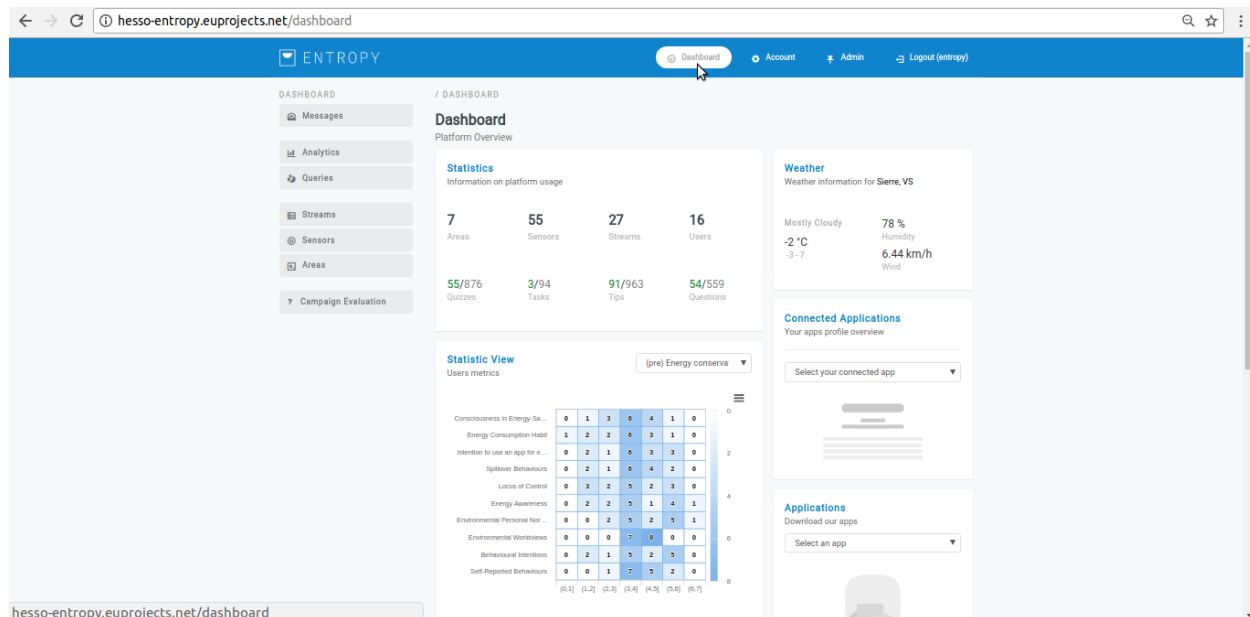 hesso-entropy.euprojects.net/dashboard
ENTROPY
Dashboard
Account
Admin
Logout (entropy)
DASHBOARD
Messages
Analytics
Queries
Streams
Sensors
Areas
? Campaign Evaluation
/ DASHBOARD
Dashboard
Platform Overview
Statistics
Information on platform usage
7 55 27 16
Areas Sensors Streams Users
55/876 3/94 91/963 54/559
Quizzes Tasks Tips Questions
Statistic View
Users metrics
(pre) Energy conserva
Consciousness in Energy-Sa... 0 1 3 6 4 1 0
Energy Consumption Habit 1 2 2 6 3 1 0
Intention to use an app for e... 0 2 1 6 3 3 0
Spillover Behaviours 0 2 1 6 4 2 0
Locus of Control 0 3 2 5 2 3 0
Energy Awareness 0 2 2 5 1 4 1
Environmental Personal Nor... 0 0 2 5 2 5 1
Environmental Worldviews 0 0 0 7 8 0 0
Behavioural Intentions 0 2 1 5 2 5 0
Self-Reported Behaviours 0 0 1 7 5 2 0
(0,1] (1,2] (2,3] (3,4] (4,5] (5,6] (6,7]
0
2
4
6
8
Weather
Weather information for Sierre, VS
Mostly Cloudy
-2 °C
-3 - 7
78 %
Humidity
6.44 km/h
Wind
Connected Applications
Your apps profile overview
Select your connected app
Applications
Download our apps
Select an app
hesso-entropy.euprojects.net/dashboard